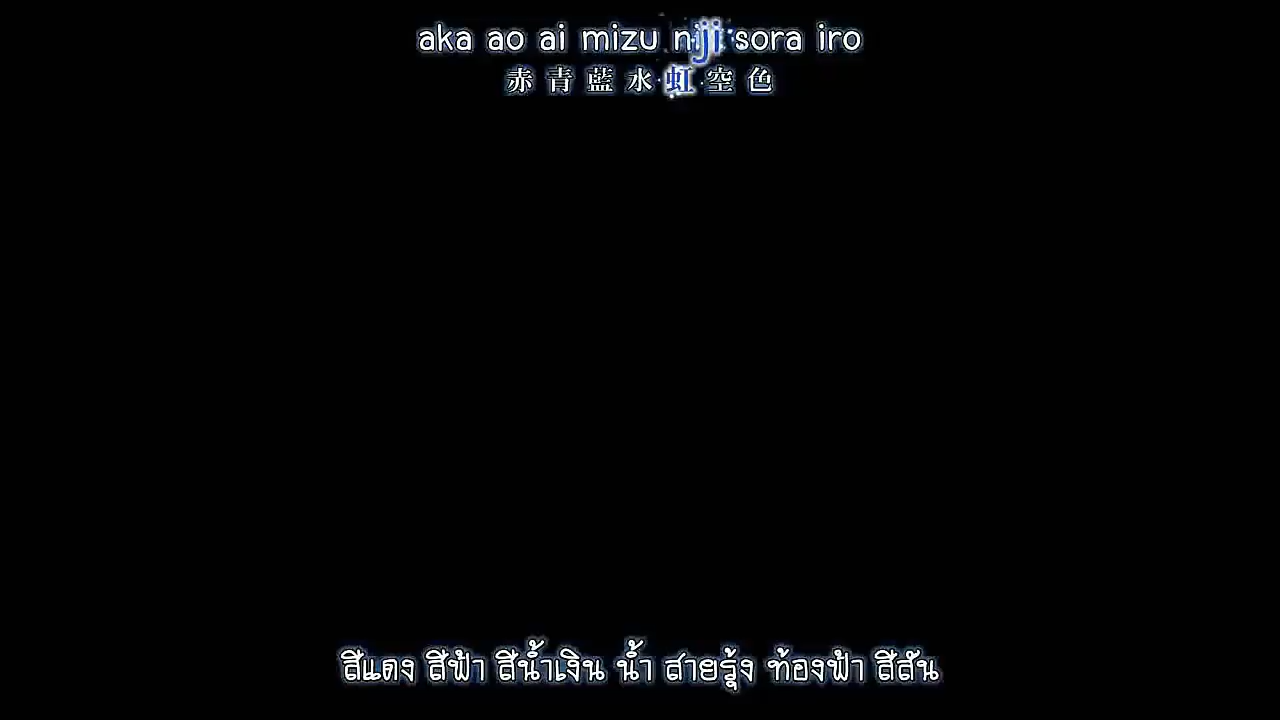 aka ao ai mizu niji sora iro
赤 青 藍 水 虹 空 色
สีแดง สีฟ้า สีน้ำเงิน น้ำ สายรุ้ง ท้องฟ้า สีสัน